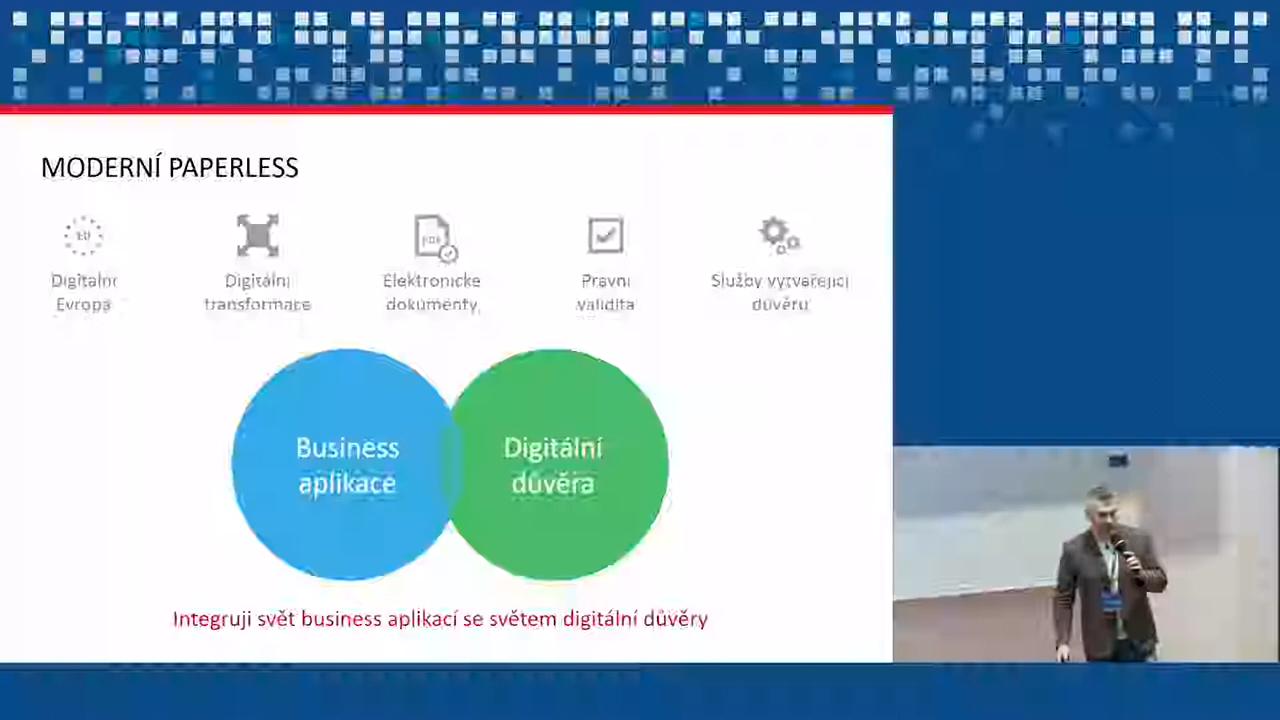 MODERNÍ PAPERLESS
EU
Digitální
Evropa
Digitální
transformace
PDF
Elektronické
dokumenty
Právní
validita
Služby vytvářející
důvěru
Business
aplikace
Digitální
důvěra
Integruji svět business aplikací se světem digitální důvěry